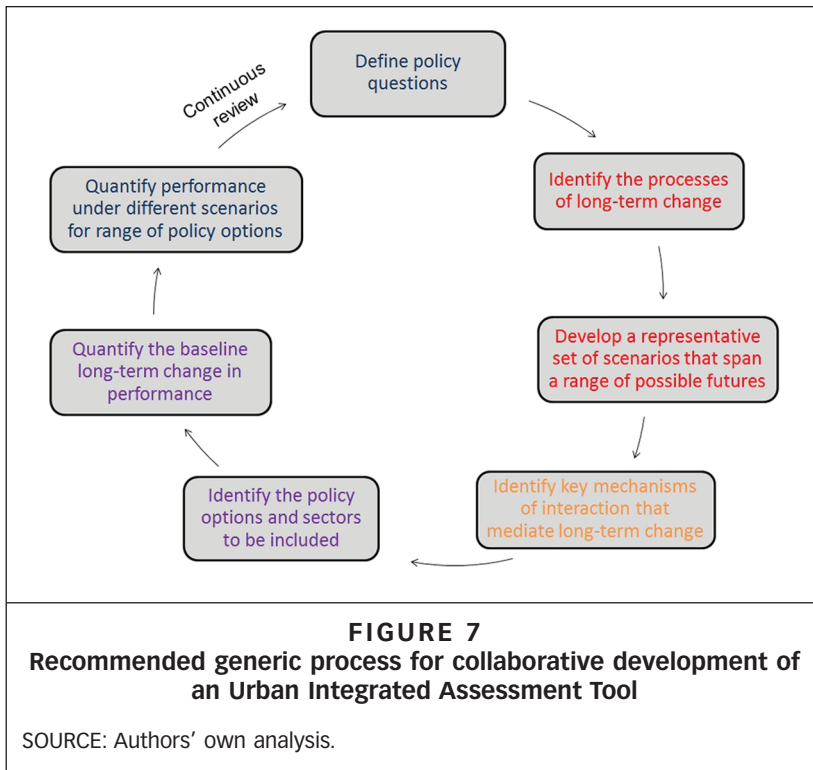 Continuous
review
Define policy
questions
Identify the processes
of long-term change
Develop a representative
set of scenarios that span
a range of possible futures
Identify key mechanisms
of interaction that
mediate long-term change
Identify the policy
options and sectors
to be included
Quantify the baseline
long-term change in
performance
Quantify performance
under different scenarios
for range of policy options
FIGURE 7
Recommended generic process for collaborative development of
an Urban Integrated Assessment Tool
SOURCE: Authors’ own analysis.